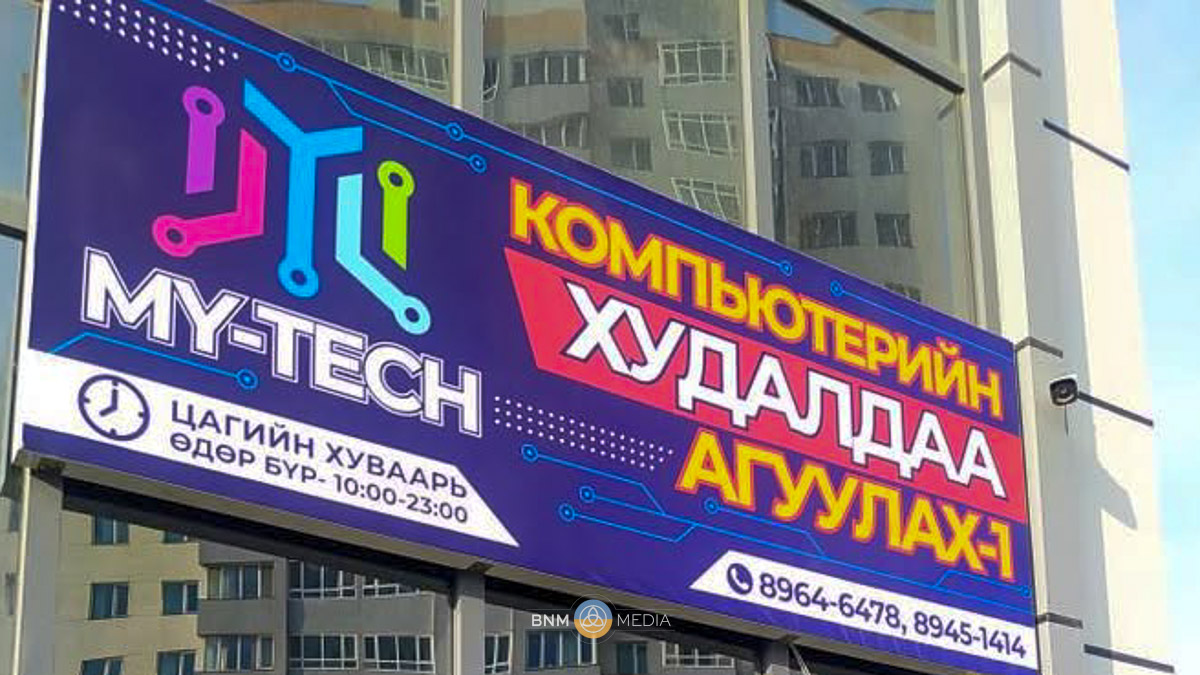 MY-TECH
ЦАГИЙН ХУВААРЬ
ӨДӨР БҮР- 10:00-23:00
КОМПЬЮТЕРИЙН
ХУДАЛДАА
АГУУЛАХ-1
8964-6478, 8945-1414
BNM MEDIA